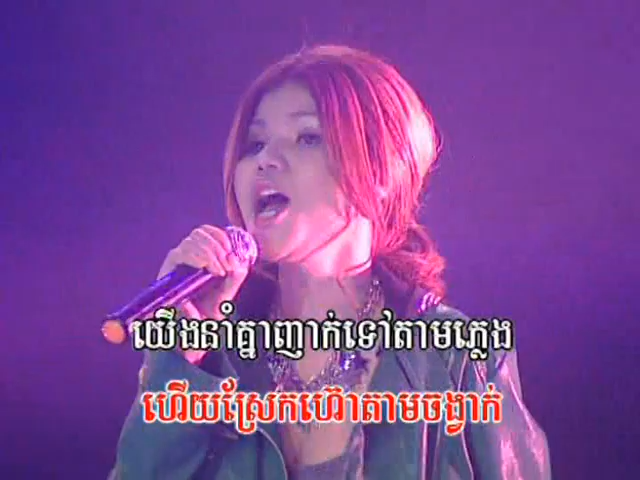 យើងនាំគ្នាញាក់ទៅតាមភ្លេង
ហើយស្រែកហ៊ោតាមចង្វាក់